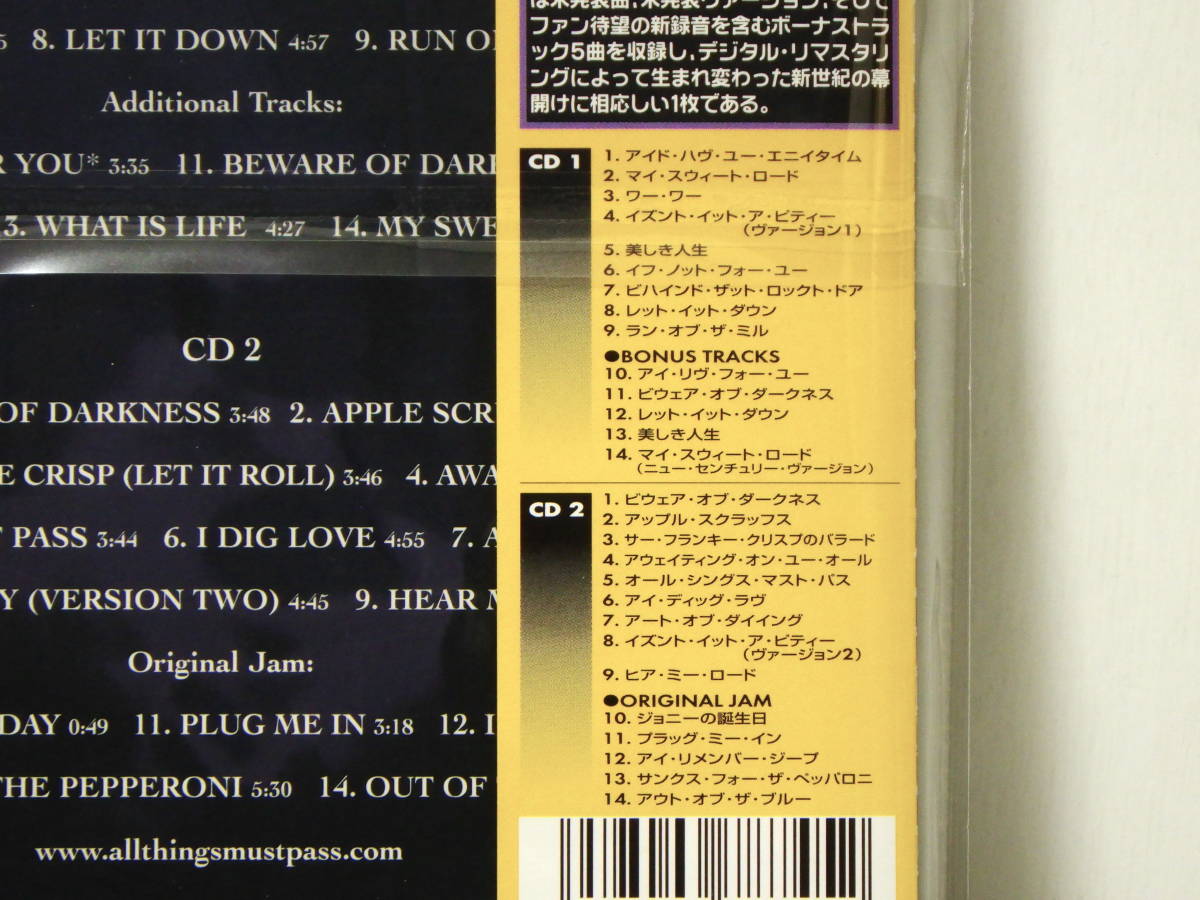 8. LET IT DOWN 4:57 9. RUN
Additional Tracks:
YOU* 3:35 11. BEWARE OF
3. WHAT IS LIFE 4:27 14. MY
CD 2
OF DARKNESS 3:48 2. APPLE
CRISP (LET IT ROLL) 3:46 4.
PASS 3:44 6. I DIG LOVE 4:55 7.
(VERSION TWO) 4:45 9. HEAR
Original Jam:
DAY 0:49 11. PLUG ME IN 3:18 12.
THE PEPPERONI 5:30 14. OUT OF
www.allthingsmustpass.com
は未発表曲、未発表ヴァージョン、そして
ファン待望の新録音を含むボーナストラ
ック5曲を収録し、デジタル・リマスタリ
ングによって生まれ変わった新世紀の幕
開けに相応しい1枚である。
CD 1
1. アイド・ハヴ・ユー・エニイタイム
2. マイ・スウィート・ロード
3. ワー・ワー
4. イズント・イット・ア・ピティー
(ヴァージョン1)
5. 美しき人生
6. イフ・ノット・フォー・ユー
7. ビハインド・ザット・ロックト・ドア
8. レット・イット・ダウン
9. ラン・オブ・ザ・ミル
●BONUS TRACKS
10. アイ・リヴ・フォー・ユー
11. ビウェア・オブ・ダークネス
12. レット・イット・ダウン
13. 美しき人生
14. マイ・スウィート・ロード
(ニュー・センチュリー・ヴァージョン)
CD 2
1. ビウェア・オブ・ダークネス
2. アップル・スクラッフス
3. サー・フランキー・クリスプのバラード
4. アウェイティング・オン・ユー・オール
5. オール・シングス・マスト・パス
6. アイ・ディッグ・ラヴ
7. アート・オブ・ダイイング
8. イズント・イット・ア・ピティー
(ヴァージョン2)
9. ヒア・ミー・ロード
●ORIGINAL JAM
10. ジョニーの誕生日
11. プラッグ・ミー・イン
12. アイ・リメンバー・ジープ
13. サンクス・フォー・ザ・ペッパロニ
14. アウト・オブ・ザ・ブルー